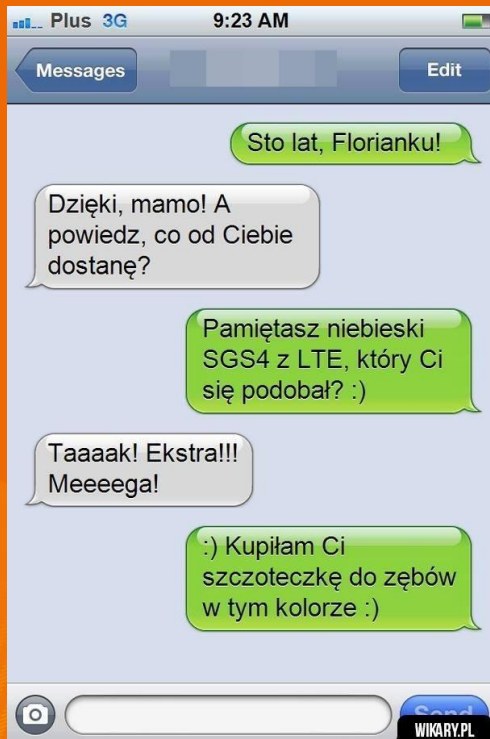 Plus 3G 9:23 AM
Messages Edit
Sto lat, Florianku!
Dzięki, mamo! A
powiedz, co od Ciebie
dostanę?
Pamiętasz niebieski
SGS4 z LTE, który Ci
się podobał? :)
Taaaak! Ekstra!!!
Meeeega!
:) Kupiłam Ci
szczoteczkę do zębów
w tym kolorze :)
Send
WIKARY.PL